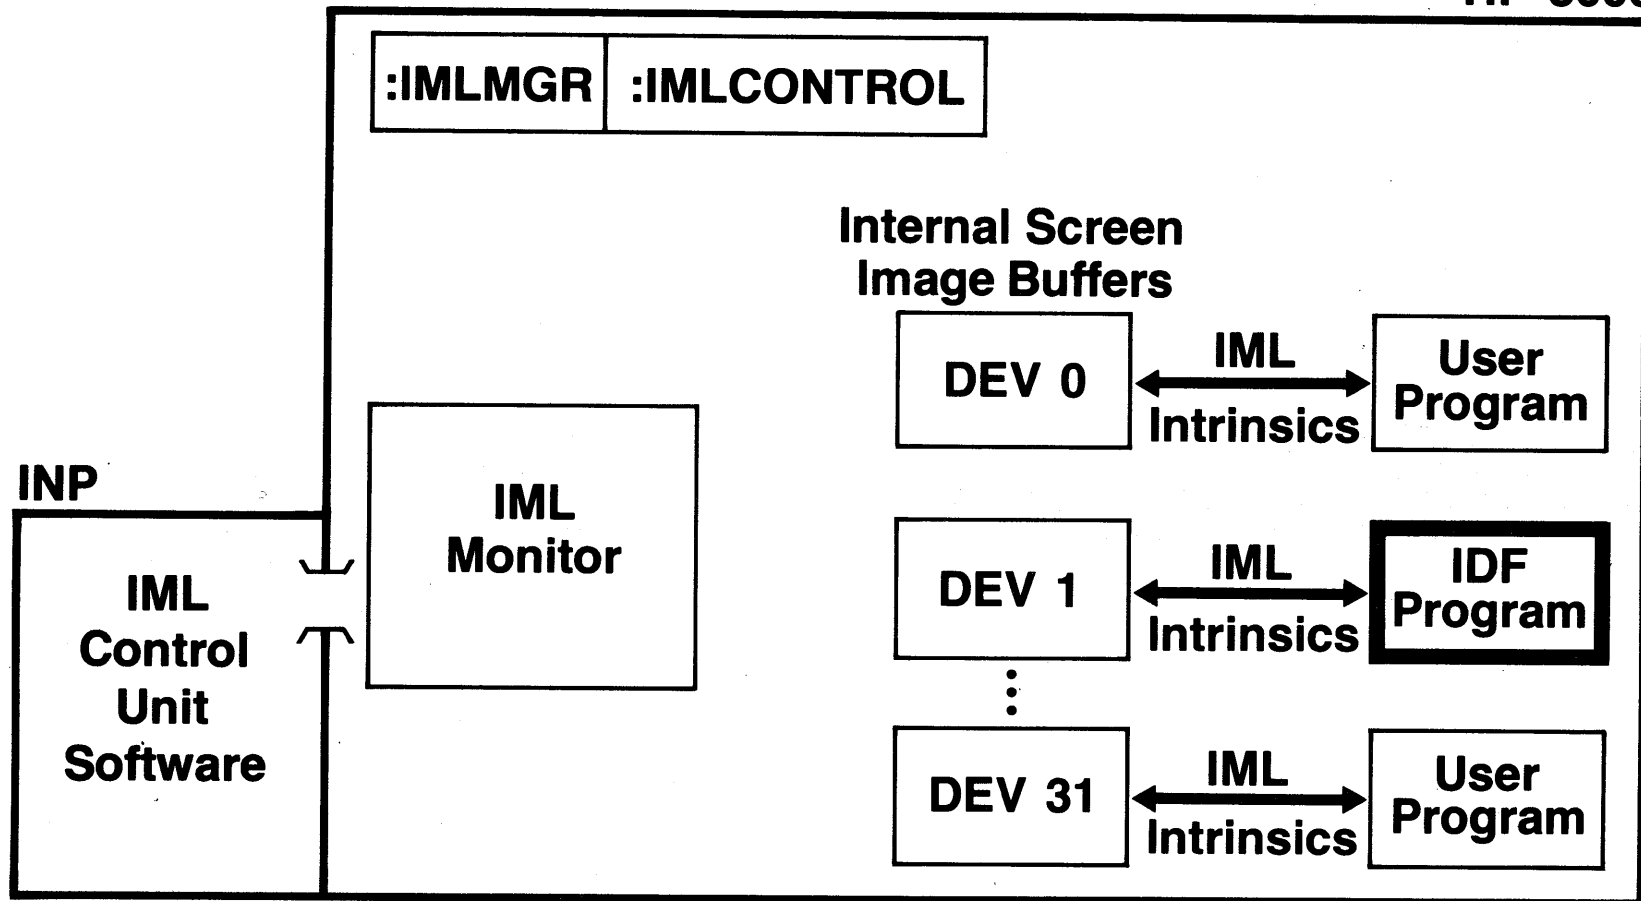 :IMLMGR :IMLCONTROL
Internal Screen
Image Buffers
DEV 0
IML
Intrinsics
User
Program
INP
IML
Control
Unit
Software
IML
Monitor
DEV 1
IML
Intrinsics
IDF
Program
DEV 31
IML
Intrinsics
User
Program